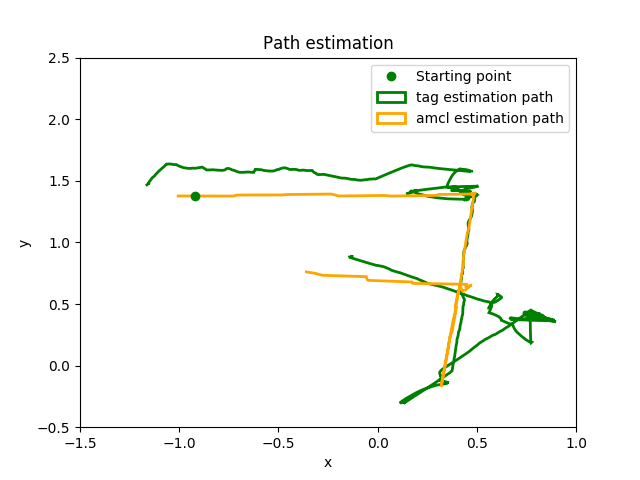 Path estimation
Starting point
tag estimation path
amcl estimation path
2.5
2.0
1.5
1.0
0.5
0.0
−0.5
y
−1.5 −1.0 −0.5 0.0 0.5 1.0
x